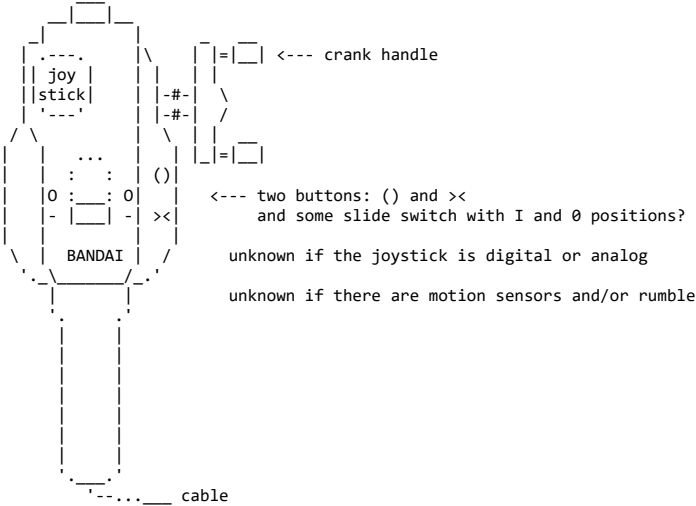 <--- crank handle
joy
stick
O O
()
<--- two buttons: () and ><
and some slide switch with I and 0 positions?
><
BANDAI
unknown if the joystick is digital or analog
unknown if there are motion sensors and/or rumble
cable